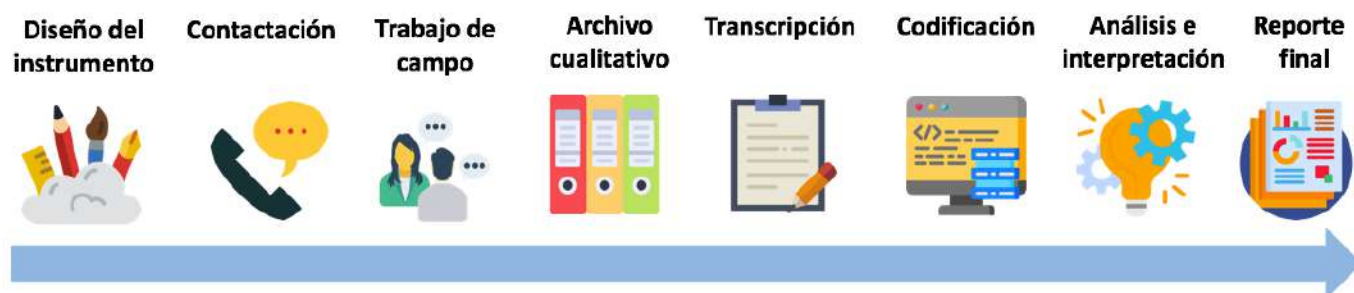 Diseño del
instrumento
Contactación
Trabajo de
campo
Archivo
cualitativo
Transcripción
Codificación
Análisis e
interpretación
Reporte
final
</>